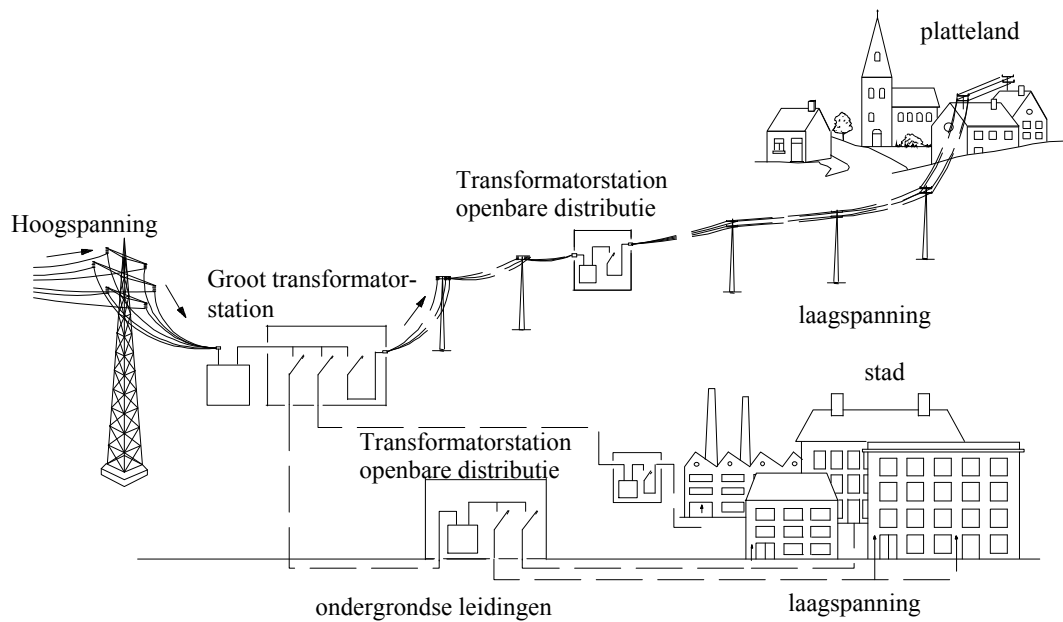 platteland
Transformatorstation
openbare distributie
Hoogspanning
Groot transformator-
station
laagspanning
stad
Transformatorstation
openbare distributie
ondergrondse leidingen
laagspanning